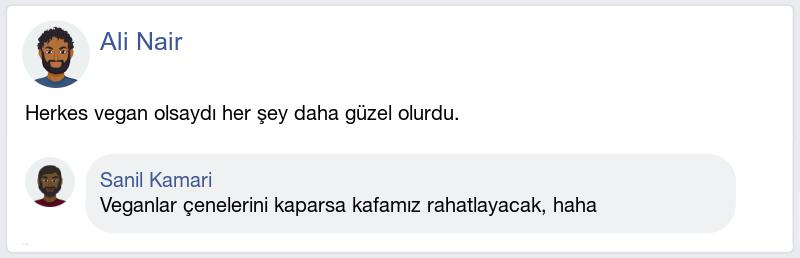 Ali Nair
Herkes vegan olsaydı her şey daha güzel olurdu.
Sanil Kamari
Veganlar çenelerini kaparsa kafamız rahatlayacak, haha